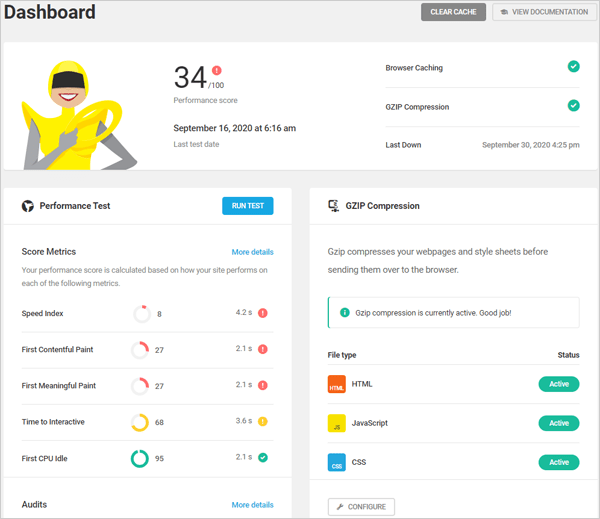 Dashboard
CLEAR CACHE
VIEW DOCUMENTATION
34
/100
Performance score
September 16, 2020 at 6:16 am
Last test date
Browser Caching
GZIP Compression
Last Down September 30, 2020 4:25 pm
Performance Test
RUN TEST
Score Metrics More details
Your performance score is calculated based on how your site performs on
each of the following metrics.
Speed Index 8 4.2 s
First Contentful Paint 27 2.1 s
First Meaningful Paint 27 2.1 s
Time to Interactive 68 3.6 s
First CPU Idle 95 2.1 s
Audits More details
GZIP Compression
Gzip compresses your webpages and style sheets before
sending them over to the browser.
Gzip compression is currently active. Good job!
File type Status
HTML HTML Active
JS JavaScript Active
CSS CSS Active
CONFIGURE